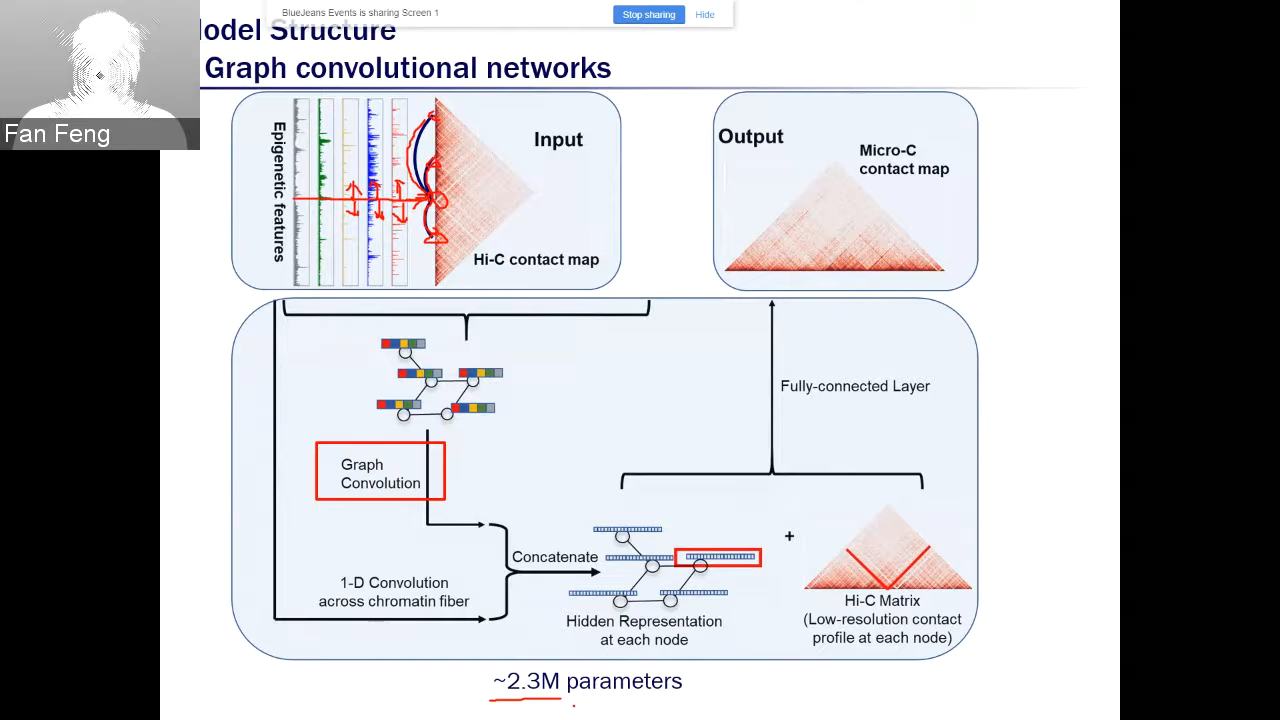 BlueJeans Events is sharing Screen 1
Stop sharing
Hide
odel Structure
Graph convolutional networks
Fan Feng
Epigenetic features
Input
Hi-C contact map
Output
Micro-C
contact map
Fully-connected Layer
Graph
Convolution
Concatenate
1-D Convolution
across chromatin fiber
Hidden Representation
at each node
+
Hi-C Matrix
(Low-resolution contact
profile at each node)
~2.3M parameters